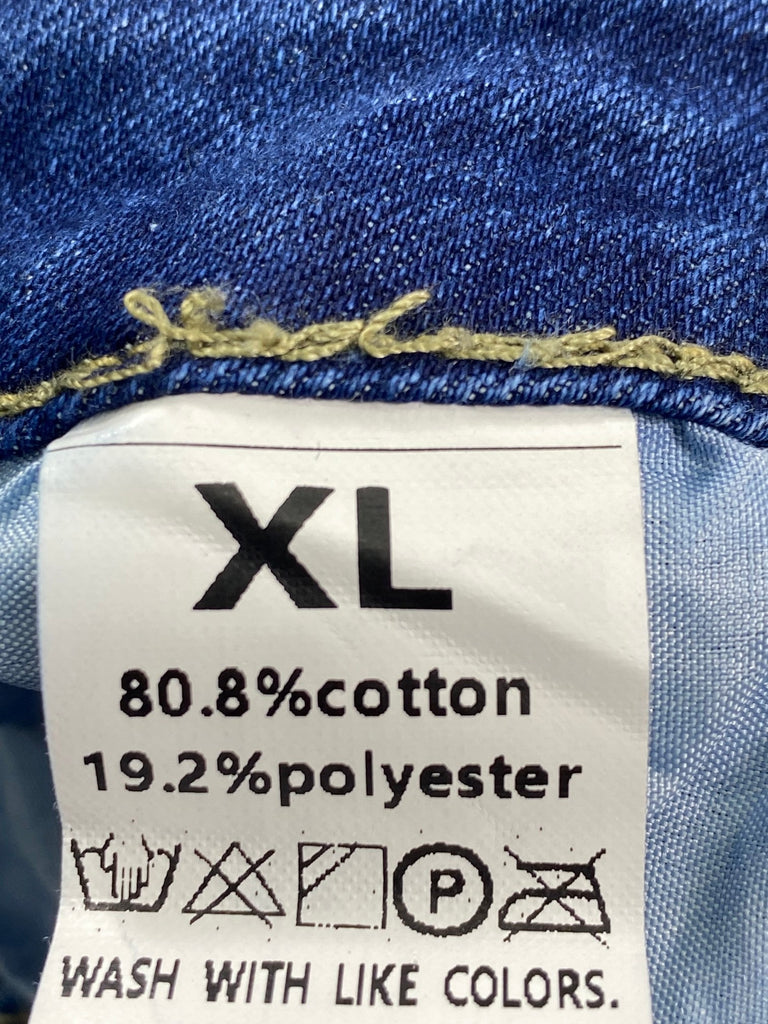 XL
80.8%cotton
19.2%polyester
P
WASH WITH LIKE COLORS.